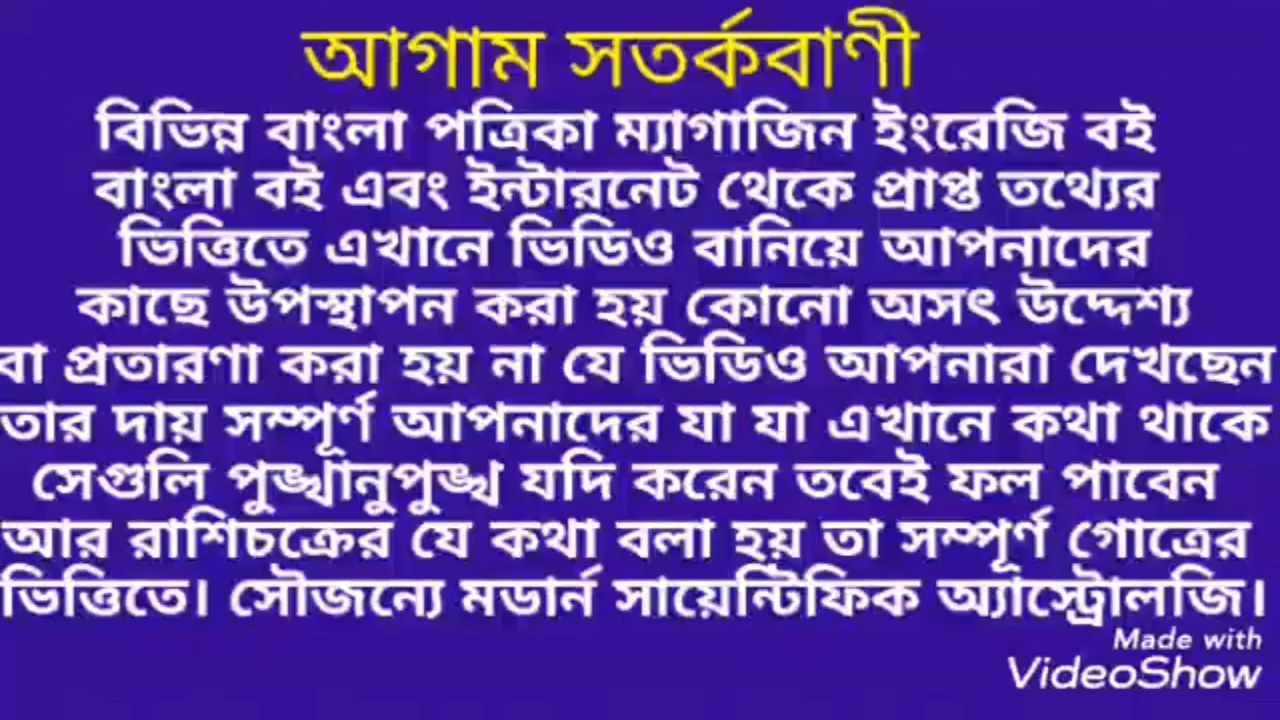 আগাম সতর্কবাণী
বিভিন্ন বাংলা পত্রিকা ম্যাগাজিন ইংরেজি বই
বাংলা বই এবং ইন্টারনেট থেকে প্রাপ্ত তথ্যের
ভিত্তিতে এখানে ভিডিও বানিয়ে আপনাদের
কাছে উপস্থাপন করা হয় কোনো অসৎ উদ্দেশ্য
বা প্রতারণা করা হয় না যে ভিডিও আপনারা দেখছেন
তার দায় সম্পূর্ণ আপনাদের যা যা এখানে কথা থাকে
সেগুলি পুঙ্খানুপুঙ্খ যদি করেন তবেই ফল পাবেন
আর রাশিচক্রের যে কথা বলা হয় তা সম্পূর্ণ গোত্রের
ভিত্তিতে। সৌজন্যে মডার্ন সায়েন্টিফিক অ্যাস্ট্রোলজি।
Made with
VideoShow